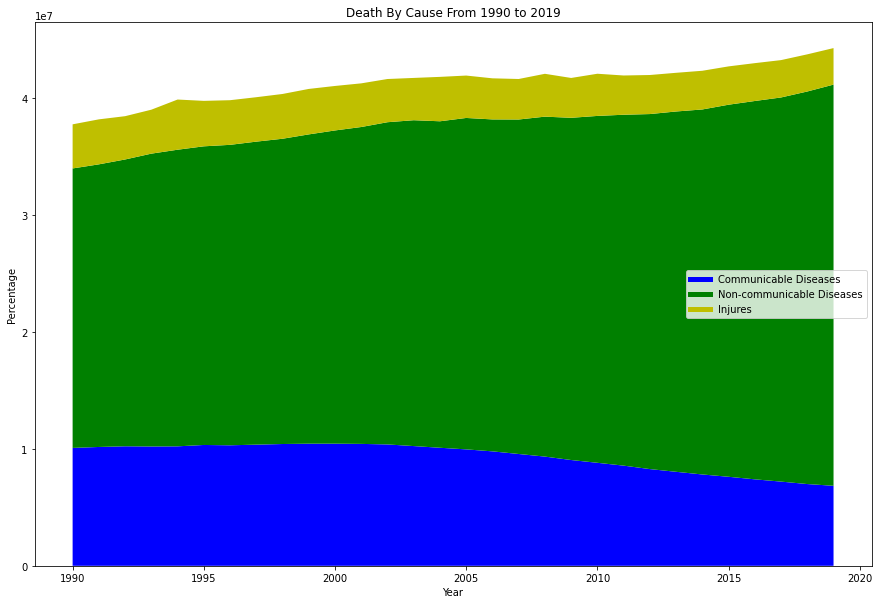 Death By Cause From 1990 to 2019
1e7
4
3
2
1
0
Percentage
Communicable Diseases
Non-communicable Diseases
Injures
1990 1995 2000 2005 2010 2015 2020
Year